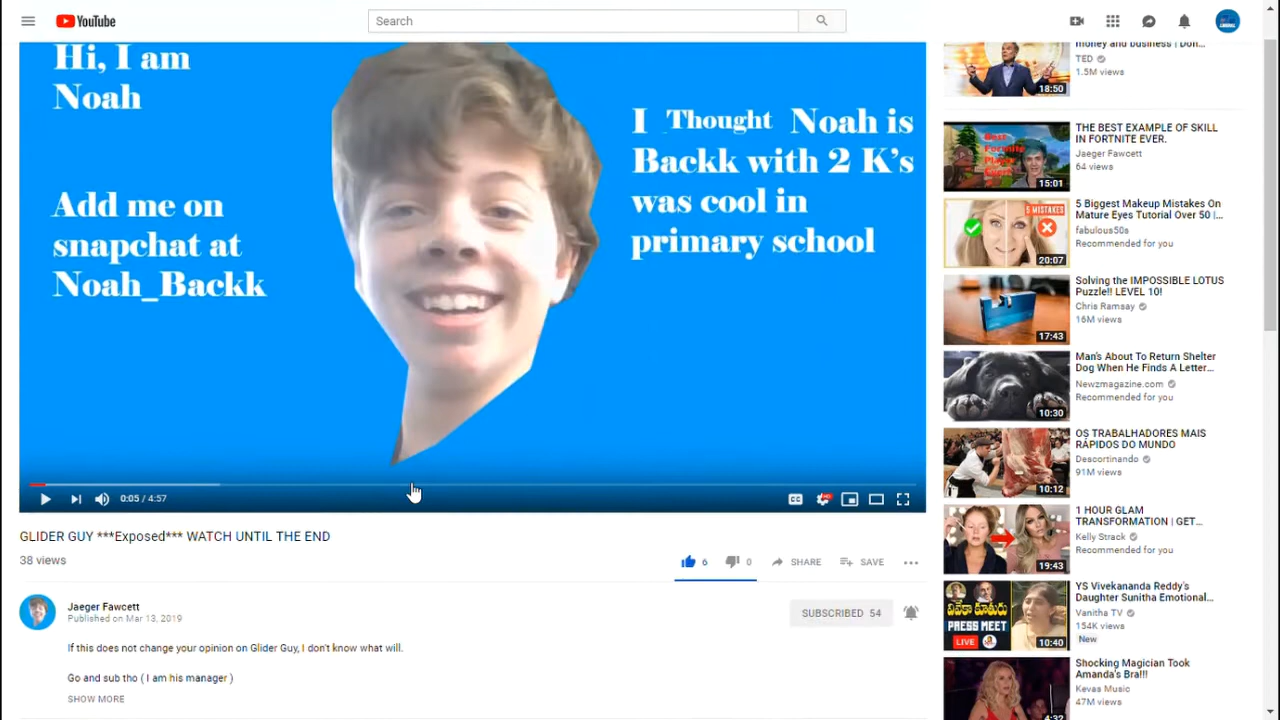 YouTube
Search
Hi, I am
Noah
Add me on
snapchat at
Noah_Backk
I Thought Noah is
Backk with 2 K's
was cool in
primary school
0:05 / 4:57
CC
HD
GLIDER GUY ***Exposed*** WATCH UNTIL THE END
38 views
6
0
SHARE
SAVE
Jaeger Fawcett
Published on Mar 13, 2019
SUBSCRIBED 54
If this does not change your opinion on Glider Guy, I don't know what will.
Go and sub tho ( I am his manager )
SHOW MORE
money and business | Don...
TED
1.5M views
18:50
THE BEST EXAMPLE OF SKILL
IN FORTNITE EVER.
Jaeger Fawcett
64 views
15:01
5 Biggest Makeup Mistakes On
Mature Eyes Tutorial Over 50 |...
fabulous50s
Recommended for you
5 MISTAKES
20:07
Solving the IMPOSSIBLE LOTUS
Puzzle!! LEVEL 10!
Chris Ramsay
16M views
17:43
Man's About To Return Shelter
Dog When He Finds A Letter...
Newzmagazine.com
Recommended for you
10:30
OS TRABALHADORES MAIS
RÁPIDOS DO MUNDO
Descortinando
91M views
10:12
1 HOUR GLAM
TRANSFORMATION | GET...
Kelly Strack
Recommended for you
19:43
YS Vivekananda Reddy's
Daughter Sunitha Emotional...
Vanitha TV
154K views
New
PRESS MEET
LIVE
10:40
Shocking Magician Took
Amanda's Bra!!!
Kevas Music
47M views
4:32